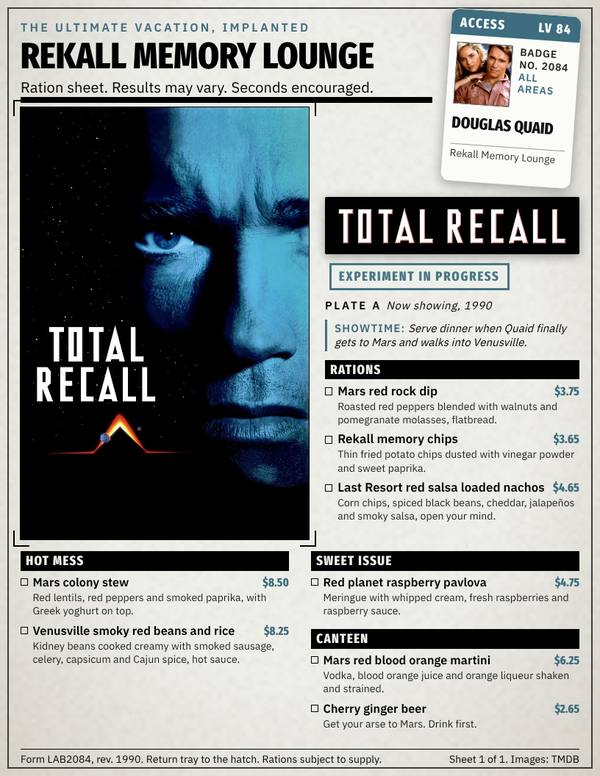 THE ULTIMATE VACATION, IMPLANTED
REKALL MEMORY LOUNGE
Ration sheet. Results may vary. Seconds encouraged.
ACCESS LV 84
BADGE
NO. 2084
ALL
AREAS
DOUGLAS QUAID
Rekall Memory Lounge
TOTAL
RECALL
TOTAL RECALL
EXPERIMENT IN PROGRESS
PLATE A Now showing, 1990
SHOWTIME: Serve dinner when Quaid finally
gets to Mars and walks into Venusville.
RATIONS
Mars red rock dip $3.75
Roasted red peppers blended with walnuts and
pomegranate molasses, flatbread.
Rekall memory chips $3.65
Thin fried potato chips dusted with vinegar powder
and sweet paprika.
Last Resort red salsa loaded nachos $4.65
Corn chips, spiced black beans, cheddar, jalapeños
and smoky salsa, open your mind.
HOT MESS
Mars colony stew $8.50
Red lentils, red peppers and smoked paprika, with
Greek yoghurt on top.
Venusville smoky red beans and rice $8.25
Kidney beans cooked creamy with smoked sausage,
celery, capsicum and Cajun spice, hot sauce.
SWEET ISSUE
Red planet raspberry pavlova $4.75
Meringue with whipped cream, fresh raspberries and
raspberry sauce.
CANTEEN
Mars red blood orange martini $6.25
Vodka, blood orange juice and orange liqueur shaken
and strained.
Cherry ginger beer $2.65
Get your arse to Mars. Drink first.
Form LAB2084, rev. 1990. Return tray to the hatch. Rations subject to supply.
Sheet 1 of 1. Images: TMDB